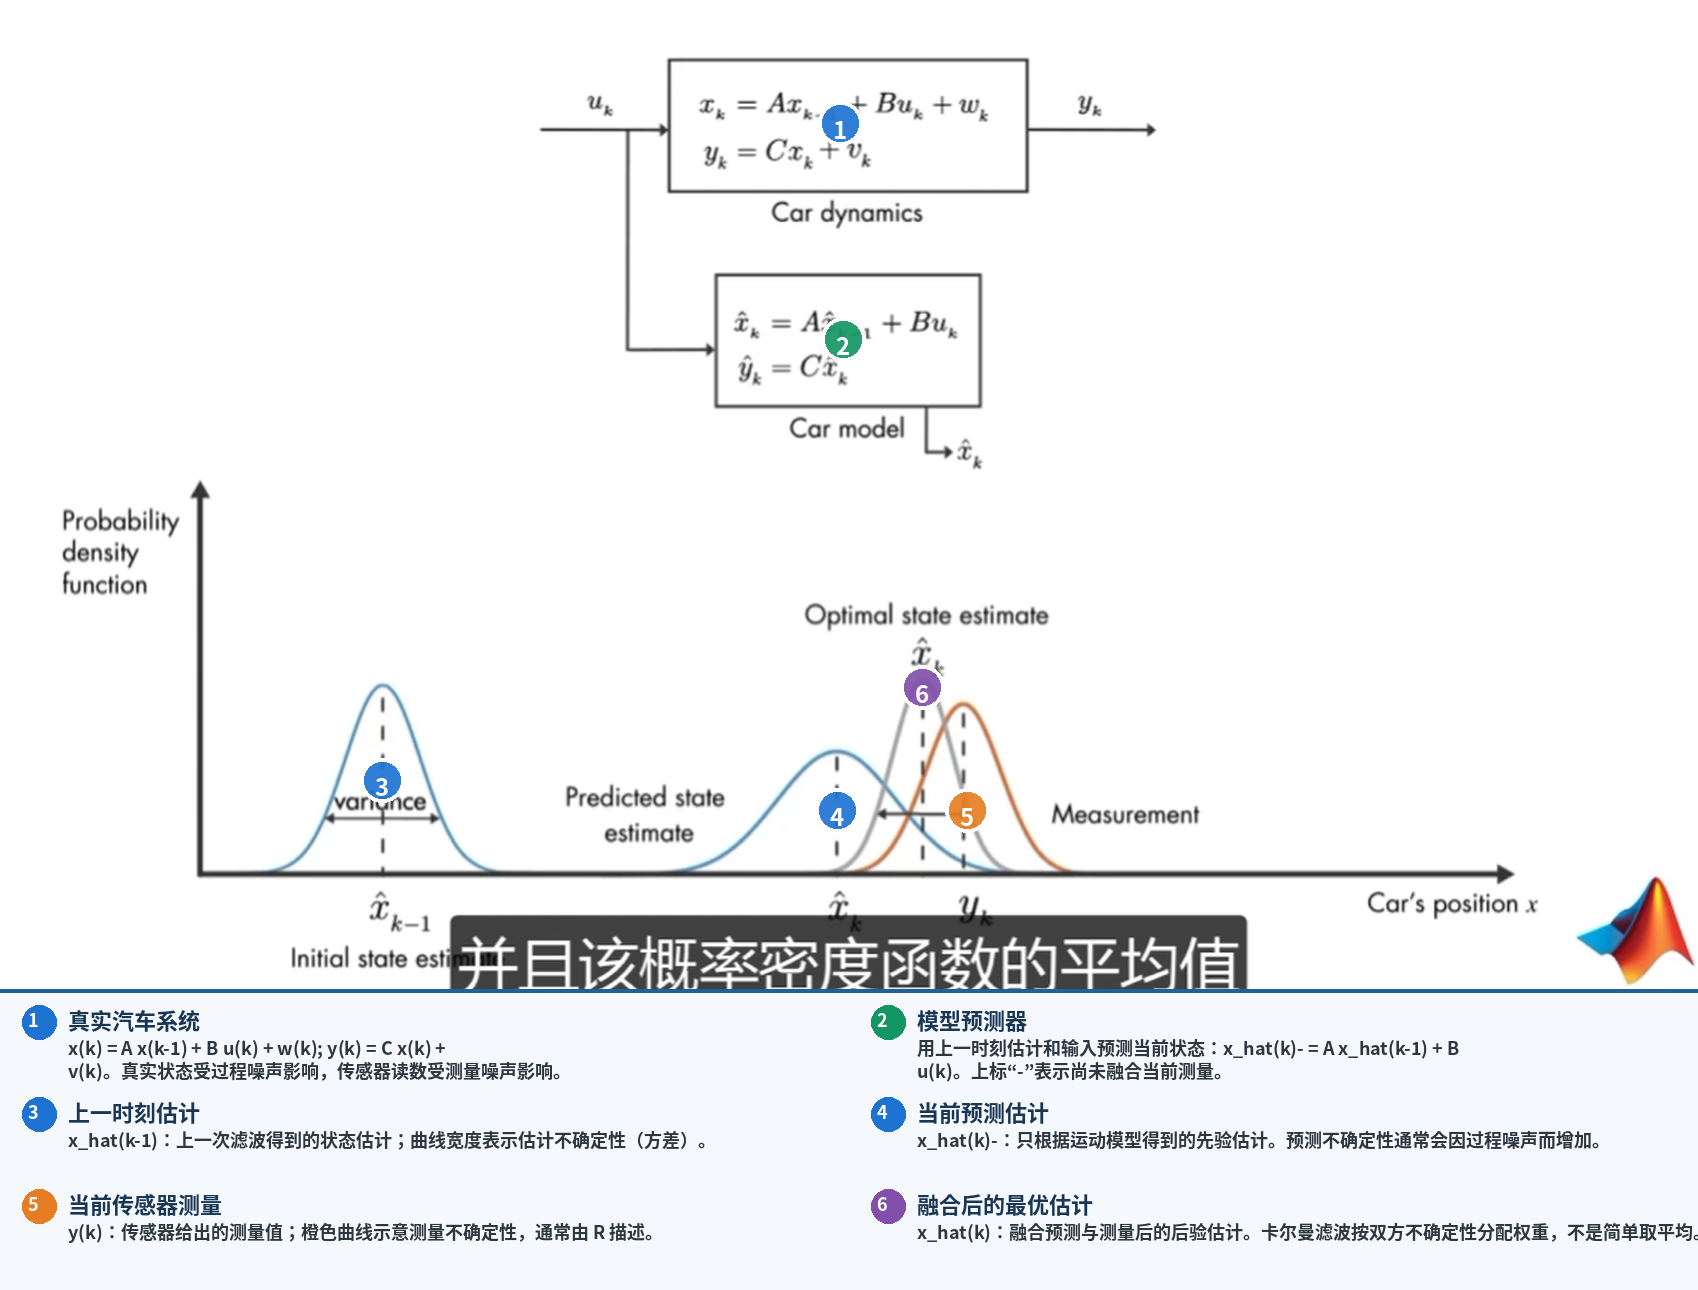 u_k
x_k = Ax_k- + Bu_k + w_k
y_k
1
y_k = Cx_k + v_k
Car dynamics
x̂_k = Ax̂ 1 + Bu_k
2
ŷ_k = Cx̂_k
Car model
x̂_k
Probability
density
function
Optimal state estimate
x̂_k
6
3
variance
Predicted state
estimate
4
5
Measurement
x̂_{k-1}
x̂_k
y_k
Car's position x
Initial state estimate
并且该概率密度函数的平均值
1 真实汽车系统
x(k) = A x(k-1) + B u(k) + w(k); y(k) = C x(k) +
v(k)。真实状态受过程噪声影响，传感器读数受测量噪声影响。
2 模型预测器
用上一时刻估计和输入预测当前状态：x_hat(k)- = A x_hat(k-1) + B
u(k)。上标“-”表示尚未融合当前测量。
3 上一时刻估计
x_hat(k-1)：上一次滤波得到的状态估计；曲线宽度表示估计不确定性（方差）。
4 当前预测估计
x_hat(k)-：只根据运动模型得到的先验估计。预测不确定性通常会因过程噪声而增加。
5 当前传感器测量
y(k)：传感器给出的测量值；橙色曲线示意测量不确定性，通常由 R 描述。
6 融合后的最优估计
x_hat(k)：融合预测与测量后的后验估计。卡尔曼滤波按双方不确定性分配权重，不是简单取平均。